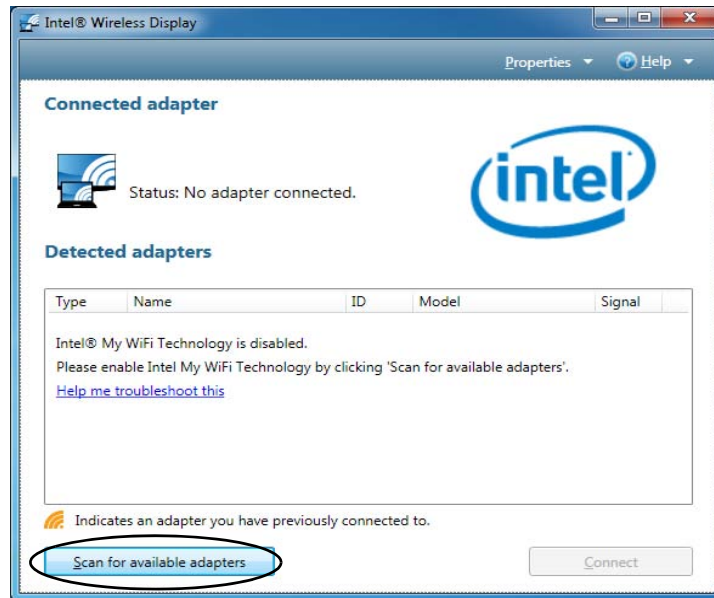 Intel® Wireless Display
Properties Help
Connected adapter
intel
Status: No adapter connected.
Detected adapters
Type Name ID Model Signal
Intel® My WiFi Technology is disabled.
Please enable Intel My WiFi Technology by clicking 'Scan for available adapters'.
Help me troubleshoot this
Indicates an adapter you have previously connected to.
Scan for available adapters Connect